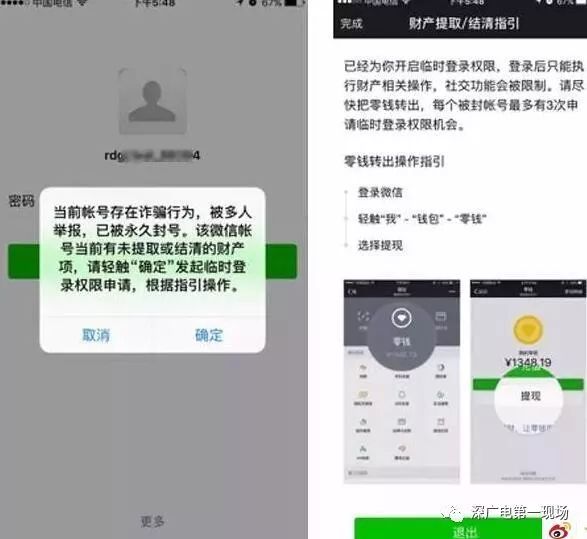 中国电信
下午5:48
67%
rdg
4
密码
当前帐号存在诈骗行为，被多人
举报，已被永久封号。该微信帐
号当前有未提取或结清的财产
项，请轻触“确定”发起临时登
录权限申请，根据指引操作。
取消
确定
更多
中国电信
下午5:48
67%
完成
财产提取/结清指引
已经为你开启临时登录权限，登录后只能执
行财产相关操作，社交功能会被限制。请尽
快把零钱转出，每个被封帐号最多有3次申
请临时登录权限机会。
零钱转出操作指引
登录微信
轻触“我”-“钱包”-“零钱”
选择提现
零钱
¥1348.19
提现
深广电第一现场
退出